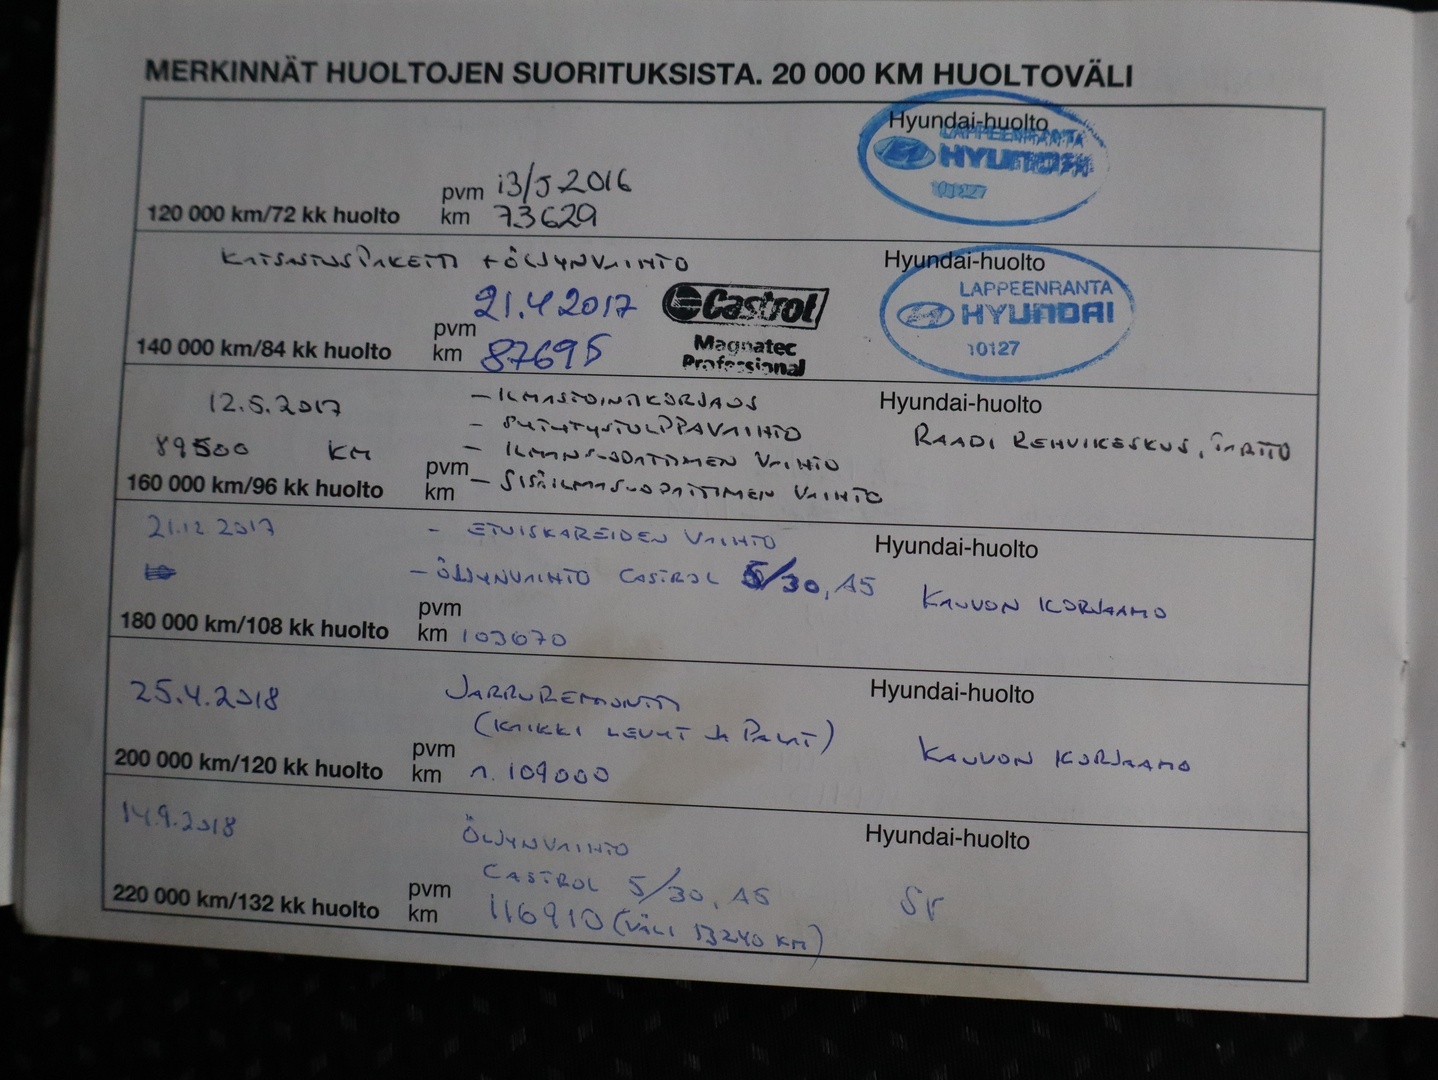 MERKINNÄT HUOLTOJEN SUORITUKSISTA. 20 000 KM HUOLTOVÄLI
Hyundai-huolto
LAPPEENRANTA
HYUNDAI
10127
pvm 13/5 2016
120 000 km/72 kk huolto km 73629
KATSASTUSPAKETTI + ÖLJYNVAIHTO
Hyundai-huolto
LAPPEENRANTA
HYUNDAI
10127
pvm 21.4 2017
Castrol
Magnatec
Professional
140 000 km/84 kk huolto km 87695
12.5.2017
- ILMASTOINTIKORJAUS
Hyundai-huolto
- SYTYTYSTULPPAVAIHTO
RAADI REHVIKESKUS, TARTTO
89500 KM
- ILMANSUODATTIMEN VAIHTO
pvm
160 000 km/96 kk huolto km
- SISÄILMASUODATTIMEN VAIHTO
21.12 2017
- ETUISKAREIDEN VAIHTO
Hyundai-huolto
- ÖLJYNVAIHTO CASTROL 5/30, A5
KAUVON KORJAAMO
pvm
180 000 km/108 kk huolto km 103670
25.4.2018
JARRUREMONTTI
Hyundai-huolto
(KAIKKI LEVYT JA PALAT)
KAUVON KORJAAMO
pvm
200 000 km/120 kk huolto km n. 109000
14.9.2018
ÖLJYNVAIHTO
Hyundai-huolto
CASTROL 5/30, A5
pvm
220 000 km/132 kk huolto km 116910 (VÄLI 13240 KM)